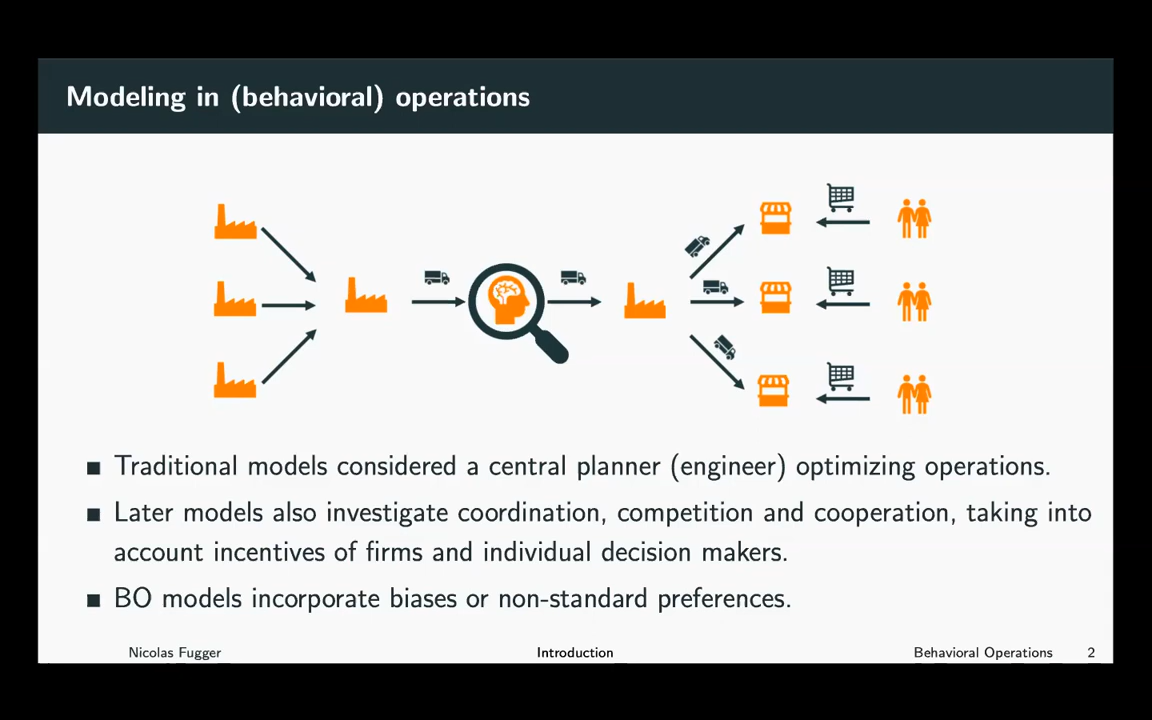 Modeling in (behavioral) operations
■ Traditional models considered a central planner (engineer) optimizing operations.
■ Later models also investigate coordination, competition and cooperation, taking into
account incentives of firms and individual decision makers.
■ BO models incorporate biases or non-standard preferences.
Nicolas Fugger Introduction Behavioral Operations 2